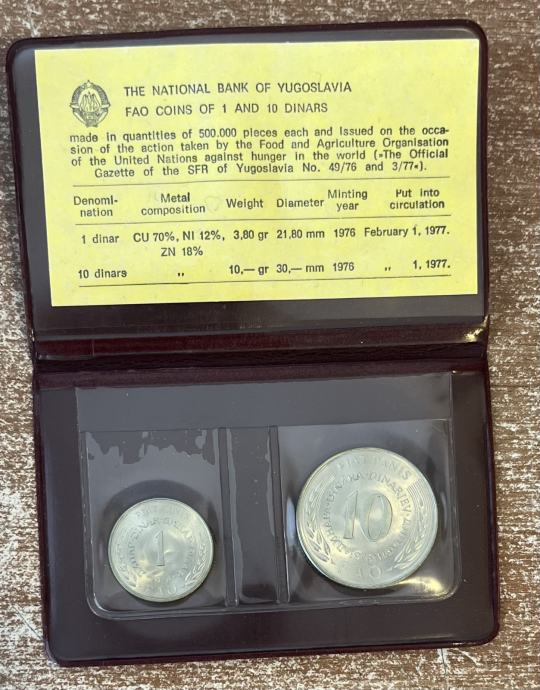 THE NATIONAL BANK OF YUGOSLAVIA
FAO COINS OF 1 AND 10 DINARS
made in quantities of 500.000 pieces each and issued on the occa-
sion of the action taken by the Food and Agriculture Organisation
of the United Nations against hunger in the world (»The Official
Gazette of the SFR of Yugoslavia No. 49/76 and 3/77«).
Denomi- Metal Weight Diameter Minting Put into
nation composition year circulation
1 dinar CU 70%, NI 12%, 3,80 gr 21,80 mm 1976 February 1, 1977.
ZN 18%
10 dinars „ 10,— gr 30,— mm 1976 „ 1, 1977.
1
FIAT PANIS
10